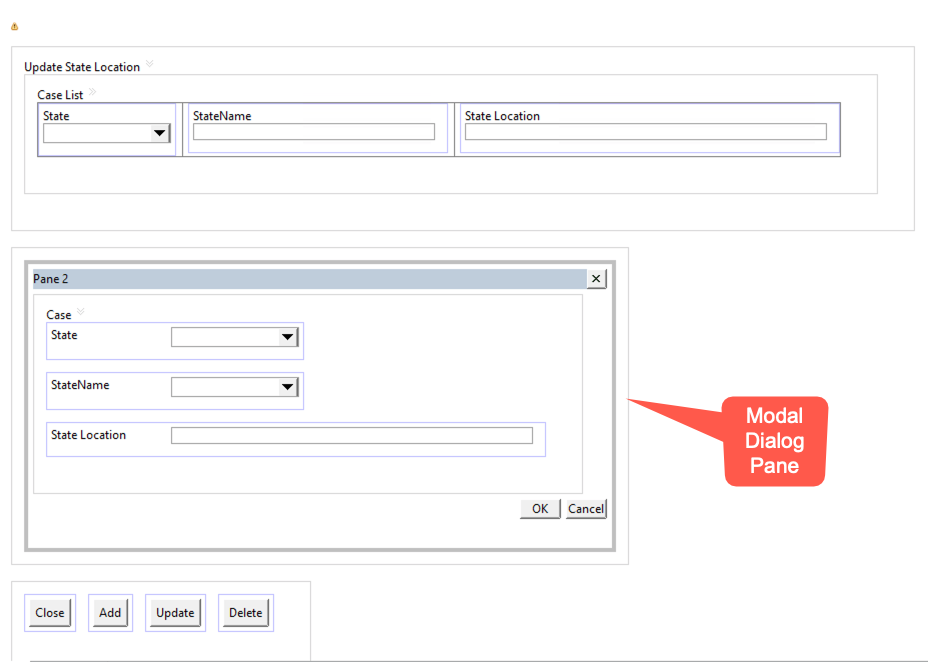 Update State Location
Case List
State StateName State Location
Pane 2
Case
State
StateName
State Location
Modal
Dialog
Pane
OK Cancel
Close Add Update Delete